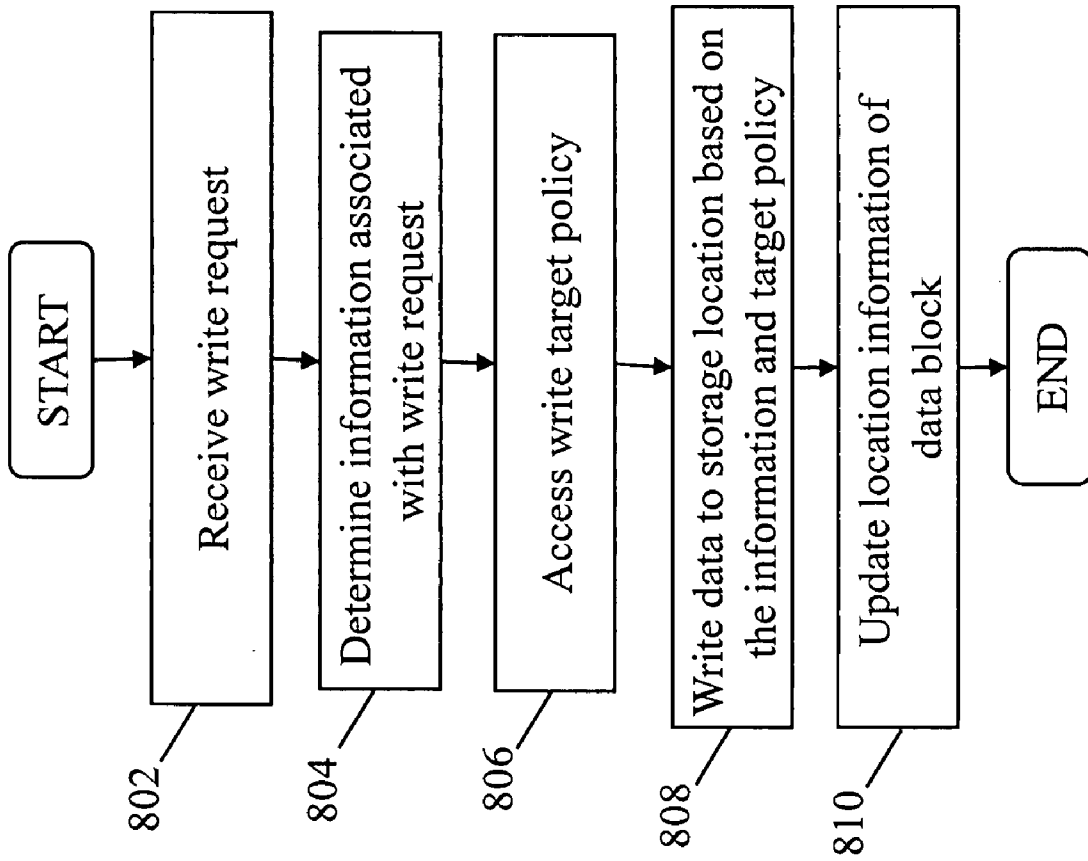 START
802
Receive write request
804
Determine information associated
with write request
806
Access write target policy
808
Write data to storage location based on
the information and target policy
810
Update location information of
data block
END